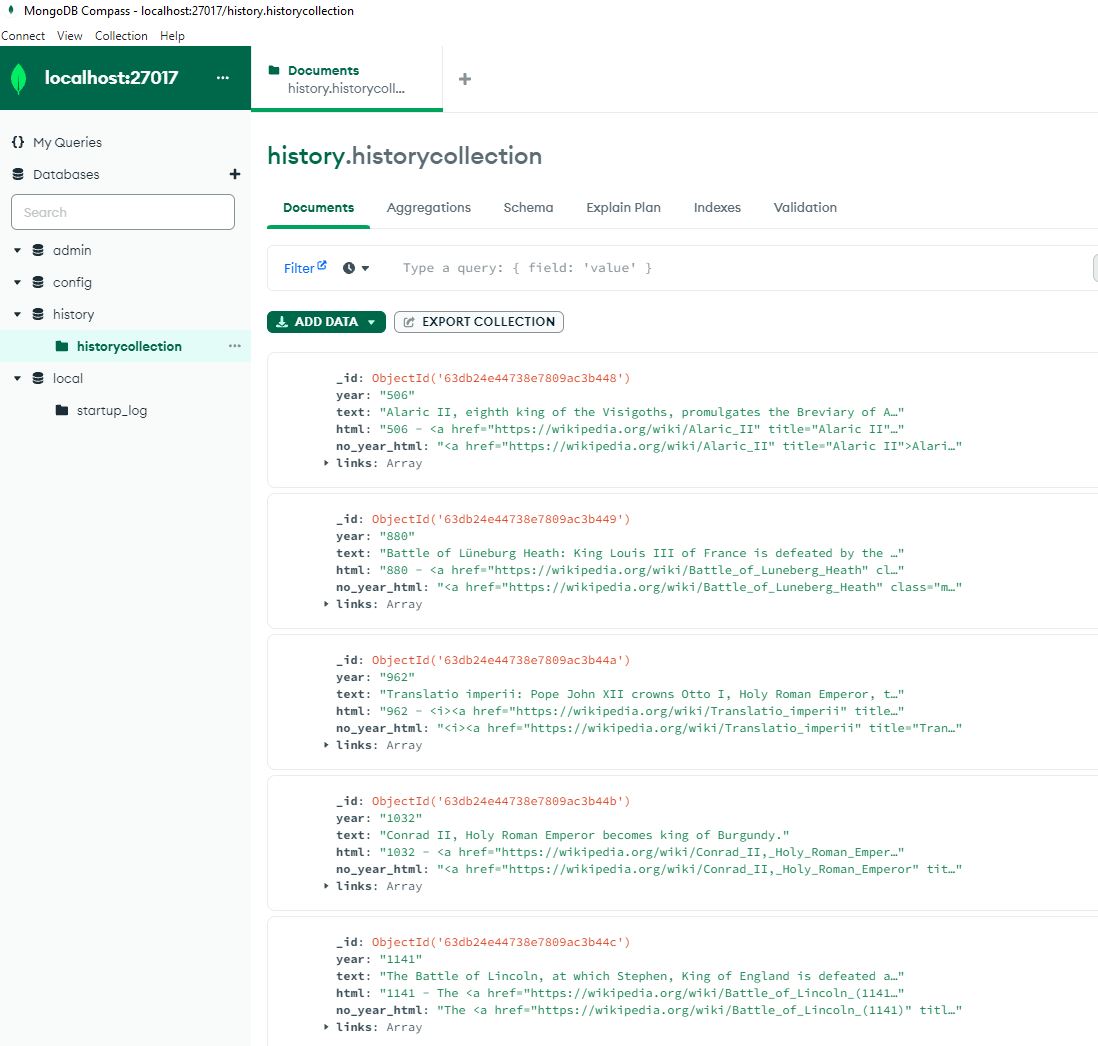 MongoDB Compass - localhost:27017/history.historycollection
Connect View Collection Help
localhost:27017 ...
Documents
history.historycoll...
+
{} My Queries
Databases +
Search
admin
config
history
historycollection ...
local
startup_log
history.historycollection
Documents Aggregations Schema Explain Plan Indexes Validation
Filter Type a query: { field: 'value' }
ADD DATA EXPORT COLLECTION
_id: ObjectId('63db24e44738e7809ac3b448')
year: "506"
text: "Alaric II, eighth king of the Visigoths, promulgates the Breviary of A…"
html: "506 - <a href="https://wikipedia.org/wiki/Alaric_II" title="Alaric II"…"
no_year_html: "<a href="https://wikipedia.org/wiki/Alaric_II" title="Alaric II">Alari…"
links: Array
_id: ObjectId('63db24e44738e7809ac3b449')
year: "880"
text: "Battle of Lüneburg Heath: King Louis III of France is defeated by the …"
html: "880 - <a href="https://wikipedia.org/wiki/Battle_of_Luneberg_Heath" cl…"
no_year_html: "<a href="https://wikipedia.org/wiki/Battle_of_Luneberg_Heath" class="m…"
links: Array
_id: ObjectId('63db24e44738e7809ac3b44a')
year: "962"
text: "Translatio imperii: Pope John XII crowns Otto I, Holy Roman Emperor, t…"
html: "962 - <i><a href="https://wikipedia.org/wiki/Translatio_imperii" title…"
no_year_html: "<i><a href="https://wikipedia.org/wiki/Translatio_imperii" title="Tran…"
links: Array
_id: ObjectId('63db24e44738e7809ac3b44b')
year: "1032"
text: "Conrad II, Holy Roman Emperor becomes king of Burgundy."
html: "1032 - <a href="https://wikipedia.org/wiki/Conrad_II,_Holy_Roman_Emper…"
no_year_html: "<a href="https://wikipedia.org/wiki/Conrad_II,_Holy_Roman_Emperor" tit…"
links: Array
_id: ObjectId('63db24e44738e7809ac3b44c')
year: "1141"
text: "The Battle of Lincoln, at which Stephen, King of England is defeated a…"
html: "1141 - The <a href="https://wikipedia.org/wiki/Battle_of_Lincoln_(1141…"
no_year_html: "The <a href="https://wikipedia.org/wiki/Battle_of_Lincoln_(1141)" titl…"
links: Array